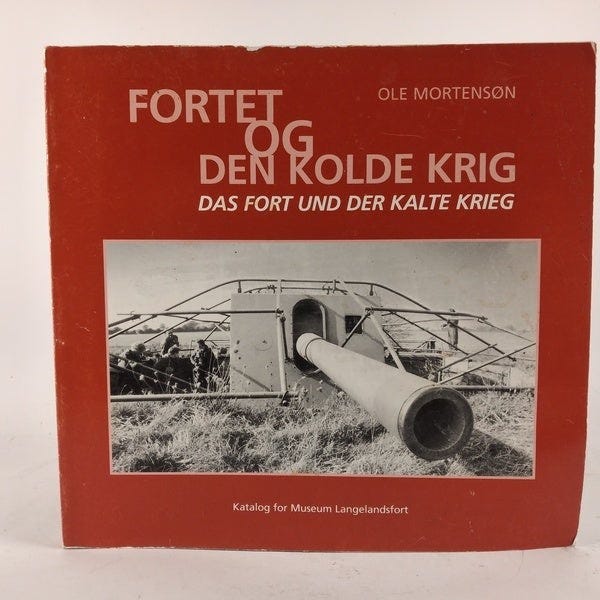 OLE MORTENSØN
FORTET
OG
DEN KOLDE KRIG
DAS FORT UND DER KALTE KRIEG
Katalog for Museum Langelandsfort